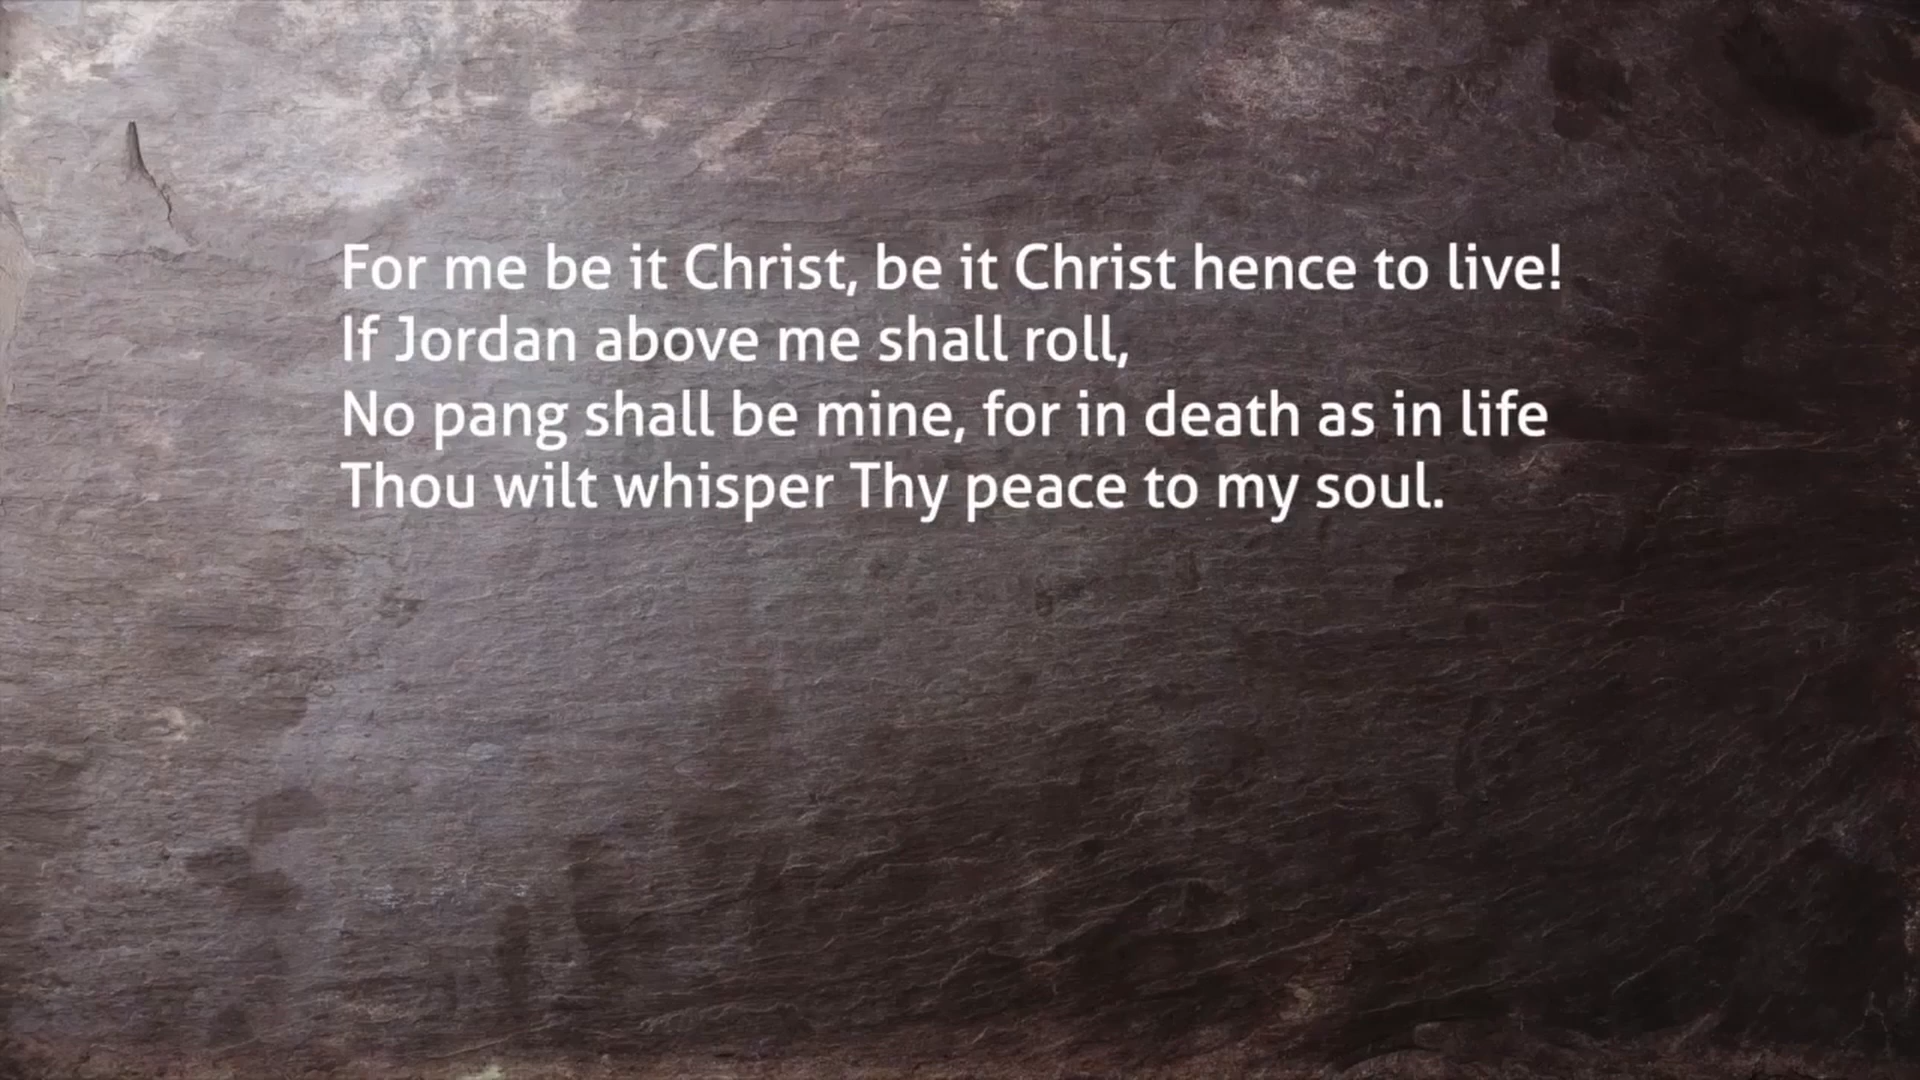 For me be it Christ, be it Christ hence to live!
If Jordan above me shall roll,
No pang shall be mine, for in death as in life
Thou wilt whisper Thy peace to my soul.